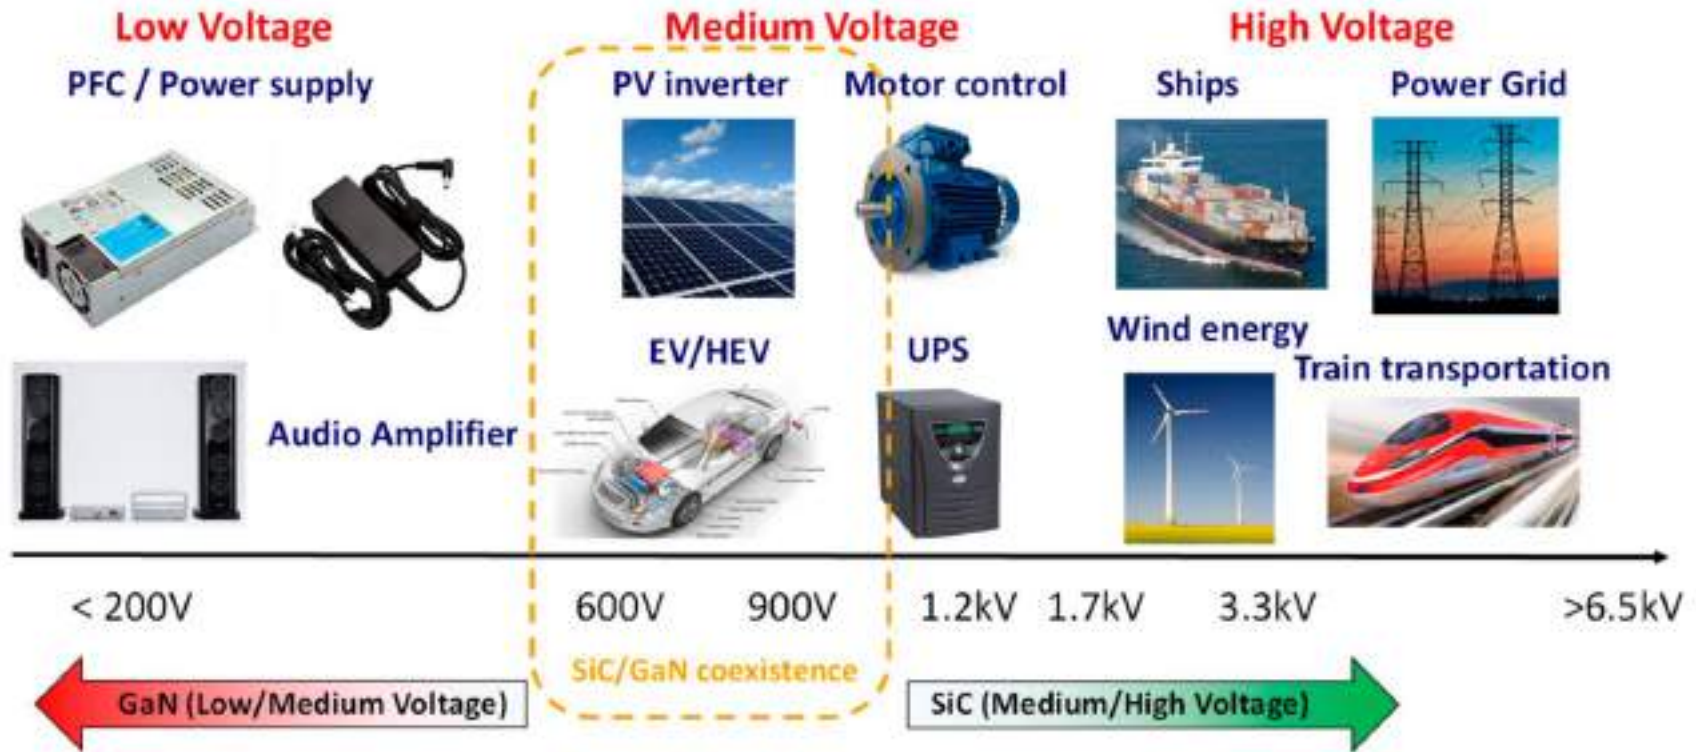 Low Voltage
Medium Voltage
High Voltage
PFC / Power supply
PV inverter
Motor control
Ships
Power Grid
Wind energy
EV/HEV
UPS
Train transportation
Audio Amplifier
< 200V
600V
900V
1.2kV
1.7kV
3.3kV
>6.5kV
SiC/GaN coexistence
GaN (Low/Medium Voltage)
SiC (Medium/High Voltage)